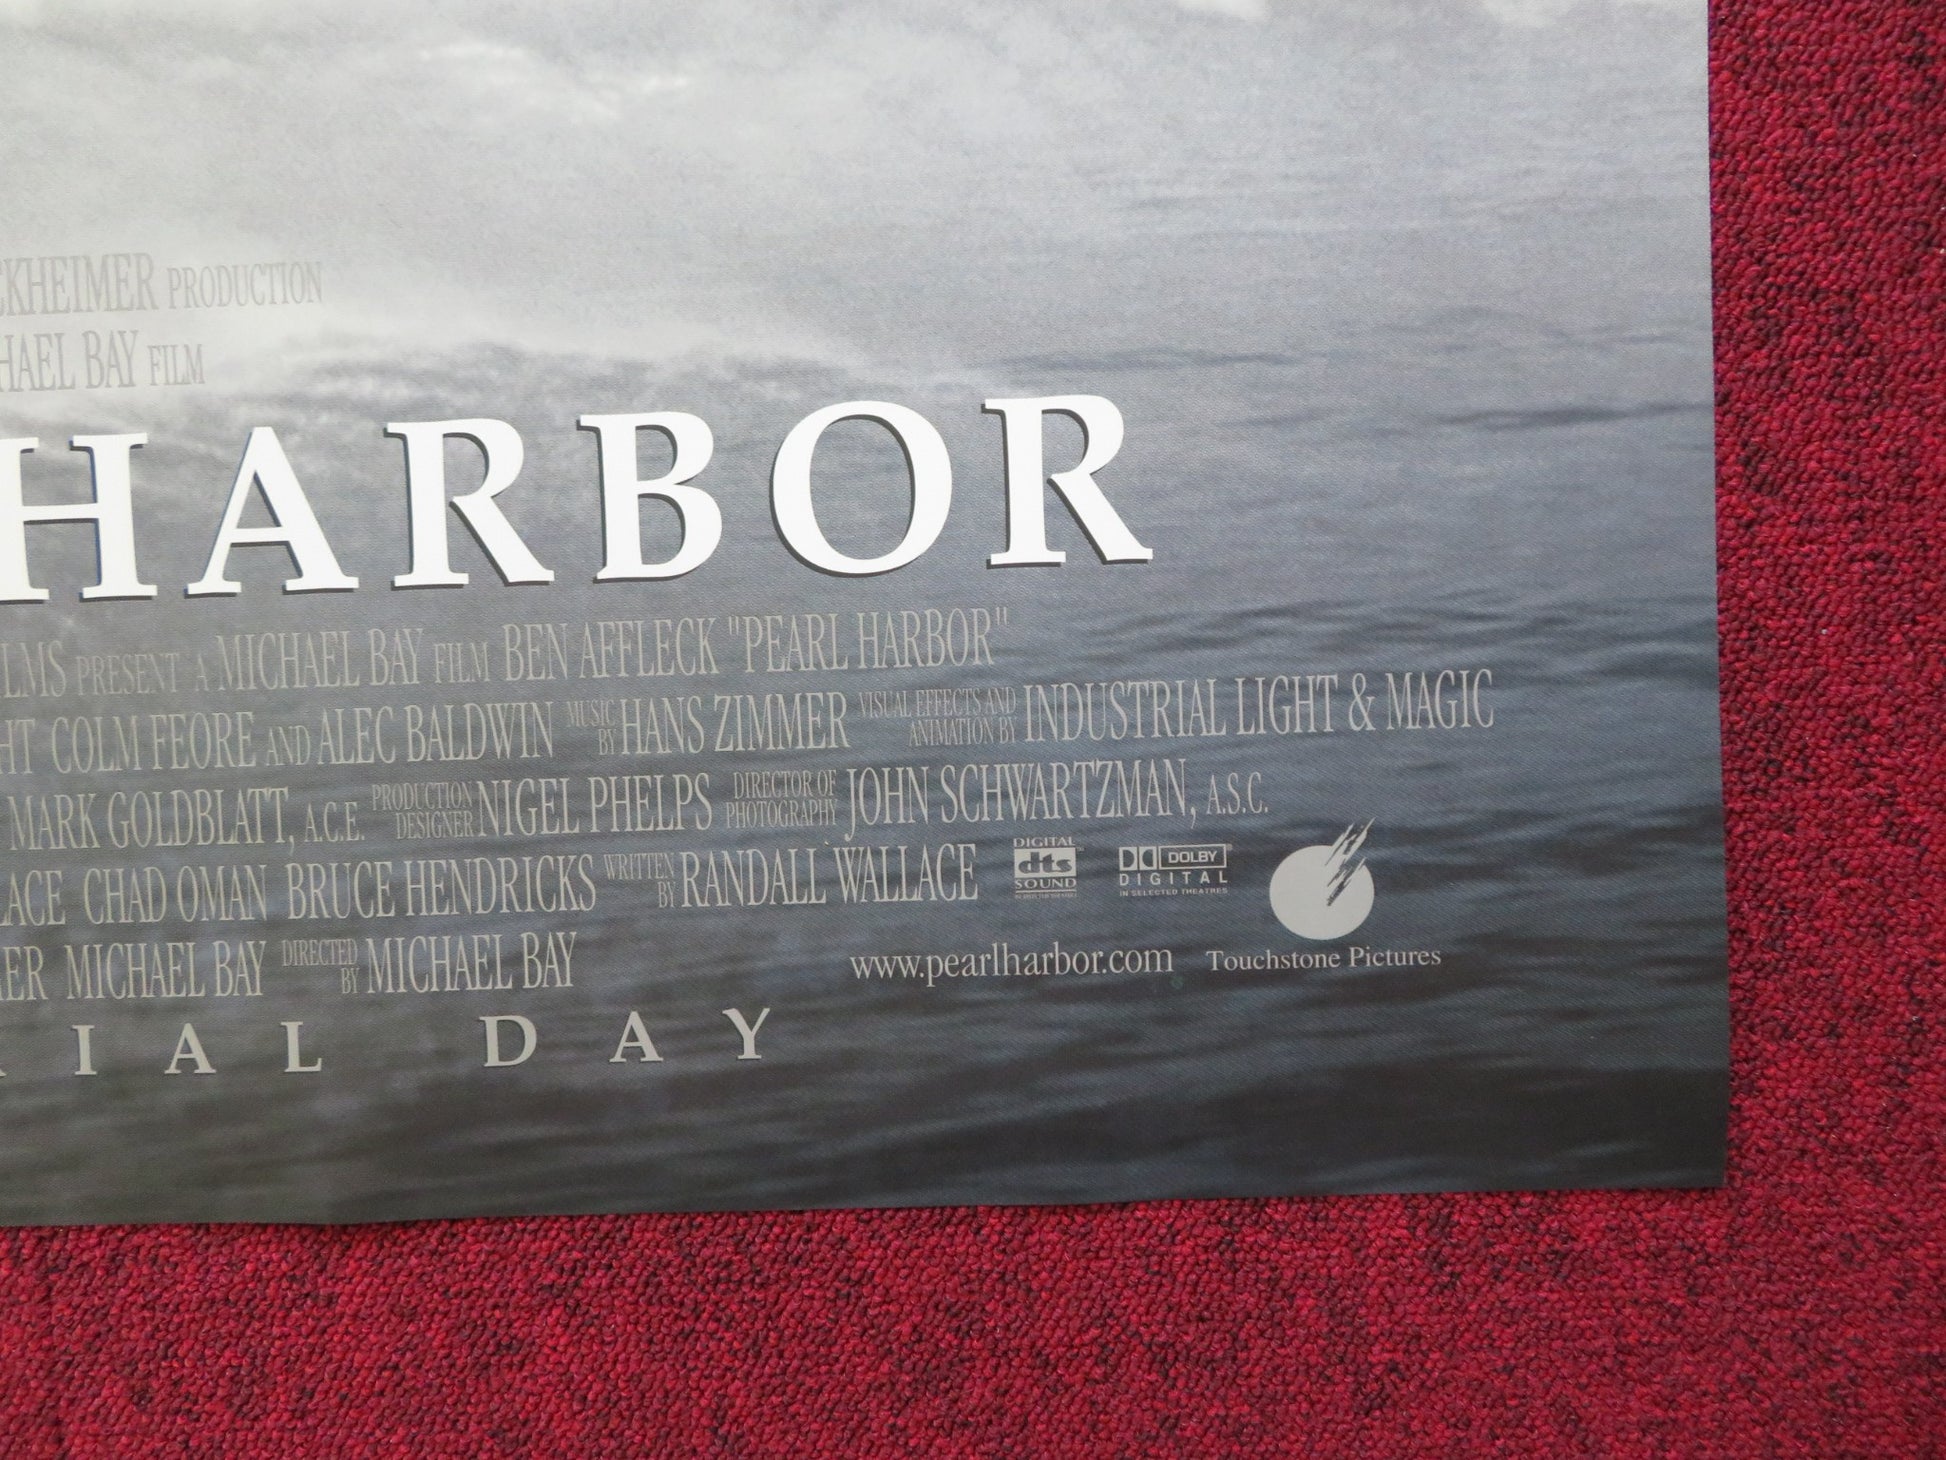 CKHEIMER PRODUCTION
HAEL BAY FILM
HARBOR
LMS PRESENT A MICHAEL BAY FILM BEN AFFLECK "PEARL HARBOR"
HT COLM FEORE AND ALEC BALDWIN MUSIC BY HANS ZIMMER VISUAL EFFECTS AND ANIMATION BY INDUSTRIAL LIGHT & MAGIC
MARK GOLDBLATT, A.C.E. PRODUCTION DESIGNER NIGEL PHELPS DIRECTOR OF PHOTOGRAPHY JOHN SCHWARTZMAN, A.S.C.
LACE CHAD OMAN BRUCE HENDRICKS WRITTEN BY RANDALL WALLACE
DIGITAL
dts
SOUND
DOLBY
DIGITAL
IN SELECTED THEATRES
ER MICHAEL BAY DIRECTED BY MICHAEL BAY
www.pearlharbor.com
Touchstone Pictures
IAL DAY